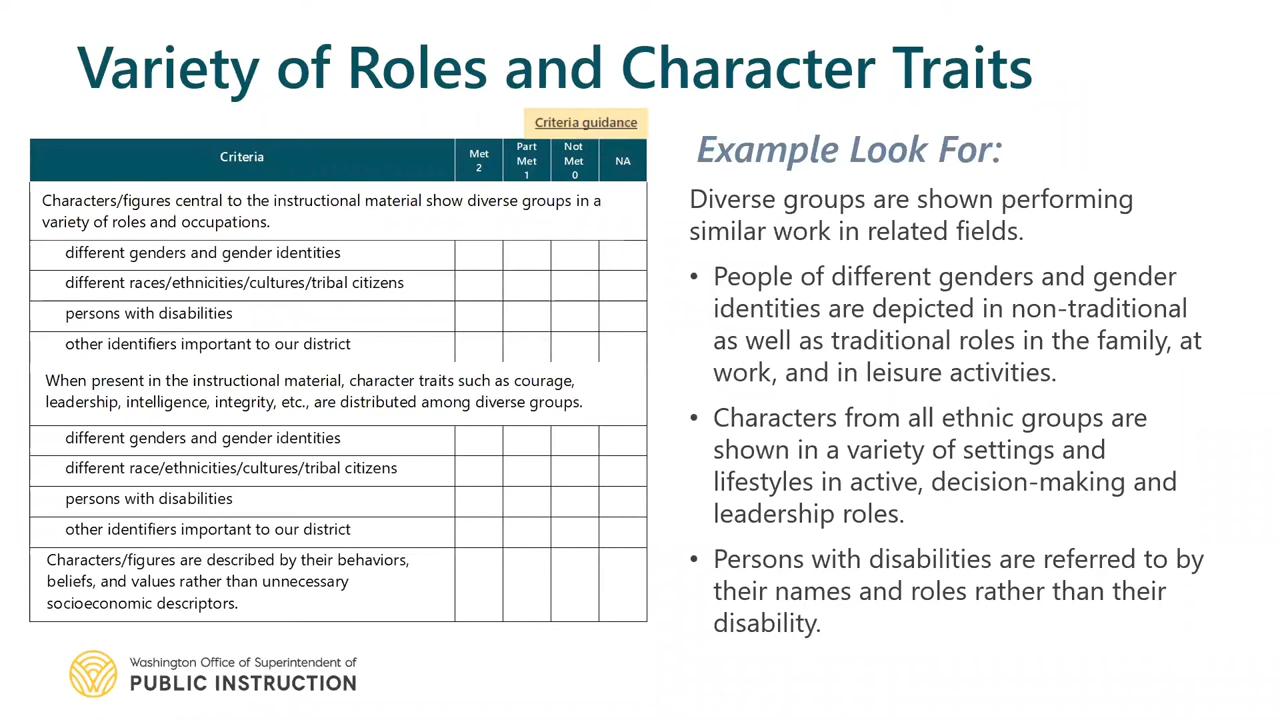 Variety of Roles and Character Traits
Criteria guidance
Criteria
Met
2
Part
Met
1
Not
Met
0
NA
Characters/figures central to the instructional material show diverse groups in a
variety of roles and occupations.
different genders and gender identities
different races/ethnicities/cultures/tribal citizens
persons with disabilities
other identifiers important to our district
When present in the instructional material, character traits such as courage,
leadership, intelligence, integrity, etc., are distributed among diverse groups.
different genders and gender identities
different race/ethnicities/cultures/tribal citizens
persons with disabilities
other identifiers important to our district
Characters/figures are described by their behaviors,
beliefs, and values rather than unnecessary
socioeconomic descriptors.
Example Look For:
Diverse groups are shown performing
similar work in related fields.
• People of different genders and gender
identities are depicted in non-traditional
as well as traditional roles in the family, at
work, and in leisure activities.
• Characters from all ethnic groups are
shown in a variety of settings and
lifestyles in active, decision-making and
leadership roles.
• Persons with disabilities are referred to by
their names and roles rather than their
disability.
Washington Office of Superintendent of
PUBLIC INSTRUCTION